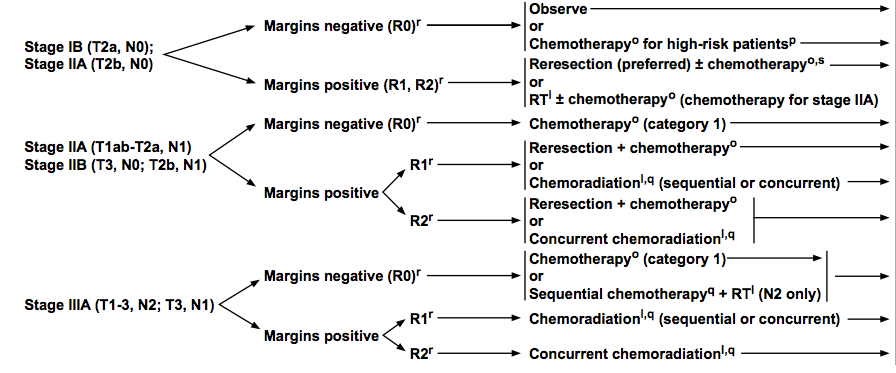 Stage IB (T2a, N0);
Stage IIA (T2b, N0)
Margins negative (R0)r
Observe
or
Chemotherapyo for high-risk patientsp
Margins positive (R1, R2)r
Reresection (preferred) ± chemotherapyo,s
or
RTl ± chemotherapyo (chemotherapy for stage IIA)
Stage IIA (T1ab-T2a, N1)
Stage IIB (T3, N0; T2b, N1)
Margins negative (R0)r
Chemotherapyo (category 1)
Margins positive
R1r
Reresection + chemotherapyo
or
Chemoradiationl,q (sequential or concurrent)
R2r
Reresection + chemotherapyo
or
Concurrent chemoradiationl,q
Stage IIIA (T1-3, N2; T3, N1)
Margins negative (R0)r
Chemotherapyo (category 1)
or
Sequential chemotherapyq + RTl (N2 only)
Margins positive
R1r
Chemoradiationl,q (sequential or concurrent)
R2r
Concurrent chemoradiationl,q